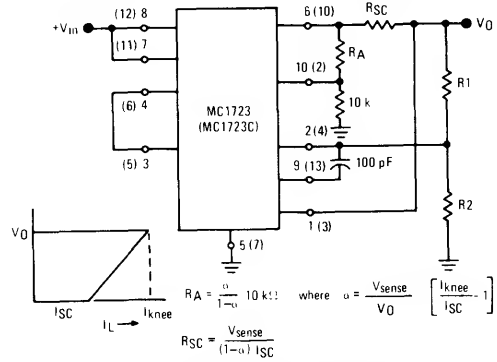 +Vin
(12) 8
(11) 7
(6) 4
(5) 3
MC1723
(MC1723C)
6 (10)
RSC
VO
RA
10 (2)
10 k
R1
2 (4)
9 (13)
100 pF
1 (3)
R2
5 (7)
VO
ISC
IL
Iknee
RA = α/1-α 10 kΩ where α = Vsense/VO [Iknee/ISC - 1]
RSC = Vsense/(1-α) ISC